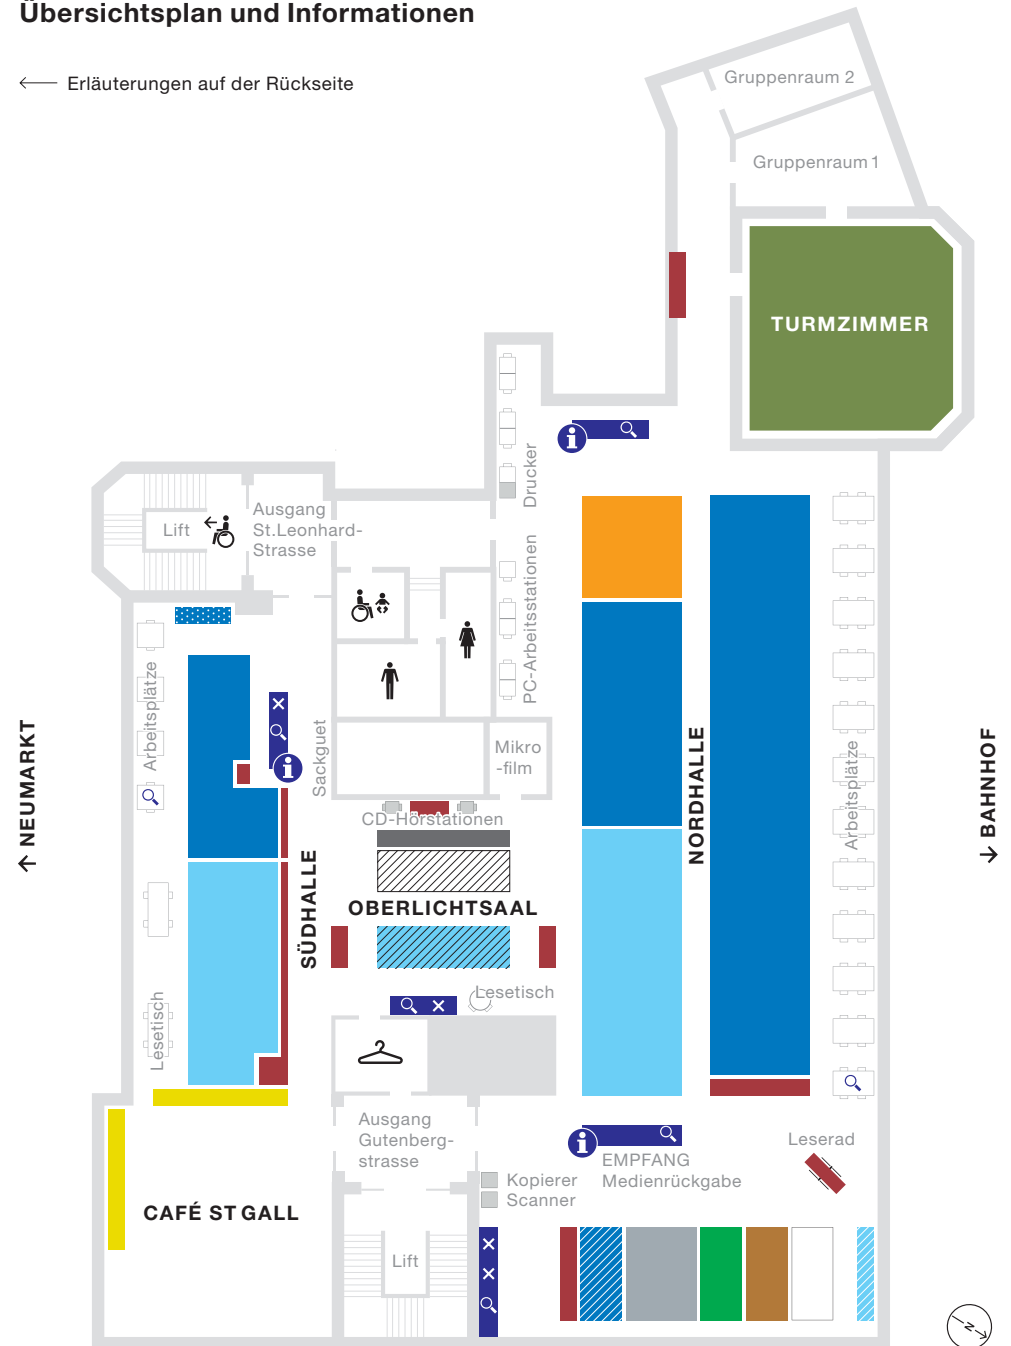 Übersichtsplan und Informationen
Erläuterungen auf der Rückseite
Gruppenraum 2
Gruppenraum 1
TURMZIMMER
Drucker
Ausgang
St.Leonhard-
Strasse
Lift
PC-Arbeitsstationen
Arbeitsplätze
Sackguet
Mikro
-film
NEUMARKT
NORDHALLE
BAHNHOF
Arbeitsplätze
CD-Hörstationen
SÜDHALLE
OBERLICHTSAAL
Lesetisch
Lesetisch
Ausgang
Gutenberg-
strasse
Leserad
EMPFANG
Medienrückgabe
Kopierer
Scanner
CAFÉ ST GALL
Lift
N